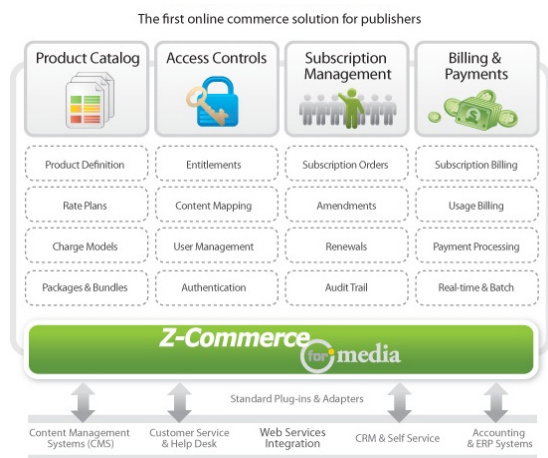 The first online commerce solution for publishers
Product Catalog
Access Controls
Subscription
Management
Billing &
Payments
Product Definition
Entitlements
Subscription Orders
Subscription Billing
Rate Plans
Content Mapping
Amendments
Usage Billing
Charge Models
User Management
Renewals
Payment Processing
Packages & Bundles
Authentication
Audit Trail
Real-time & Batch
Z-Commerce
for media
Standard Plug-ins & Adapters
Content Management
Systems (CMS)
Customer Service
& Help Desk
Web Services
Integration
CRM & Self Service
Accounting
& ERP Systems